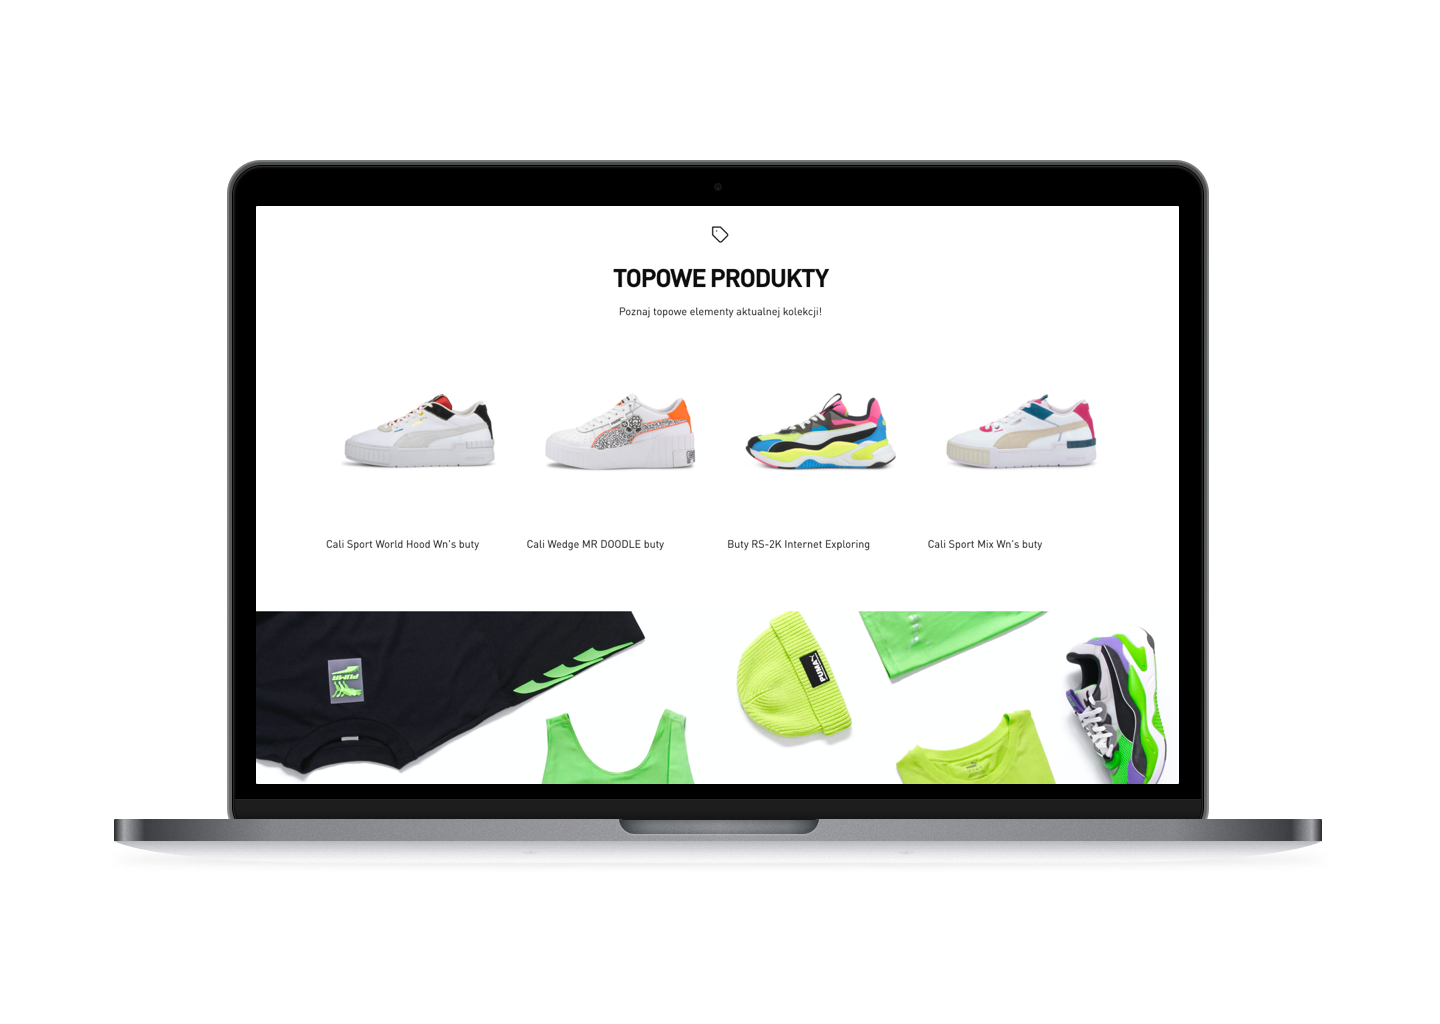 TOPOWE PRODUKTY
Poznaj topowe elementy aktualnej kolekcji!
Cali Sport World Hood Wn's buty
Cali Wedge MR DOODLE buty
Buty RS-2K Internet Exploring
Cali Sport Mix Wn's buty
PUMA
PUMA